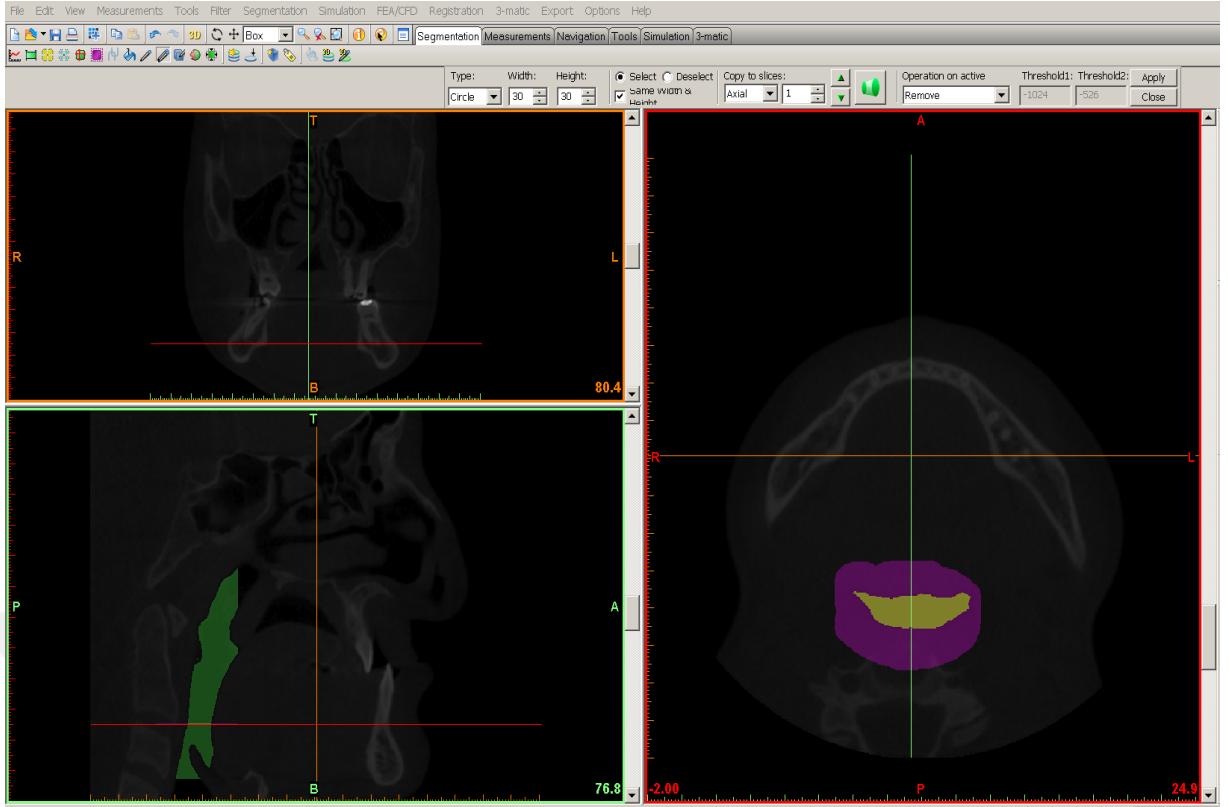 File Edit View Measurements Tools Filter Segmentation Simulation FEA/CFD Registration 3-matic Export Options Help
3D Box Segmentation Measurements Navigation Tools Simulation 3-matic
Type: Width: Height: Select Deselect Copy to slices: Operation on active Threshold1: Threshold2: Apply
Circle 30 30 Same Width & Height Axial 1 Remove -1024 -526 Close
T
R
L
B
80.4
T
P
A
B
76.8
A
R
L
-2.00
P
24.9